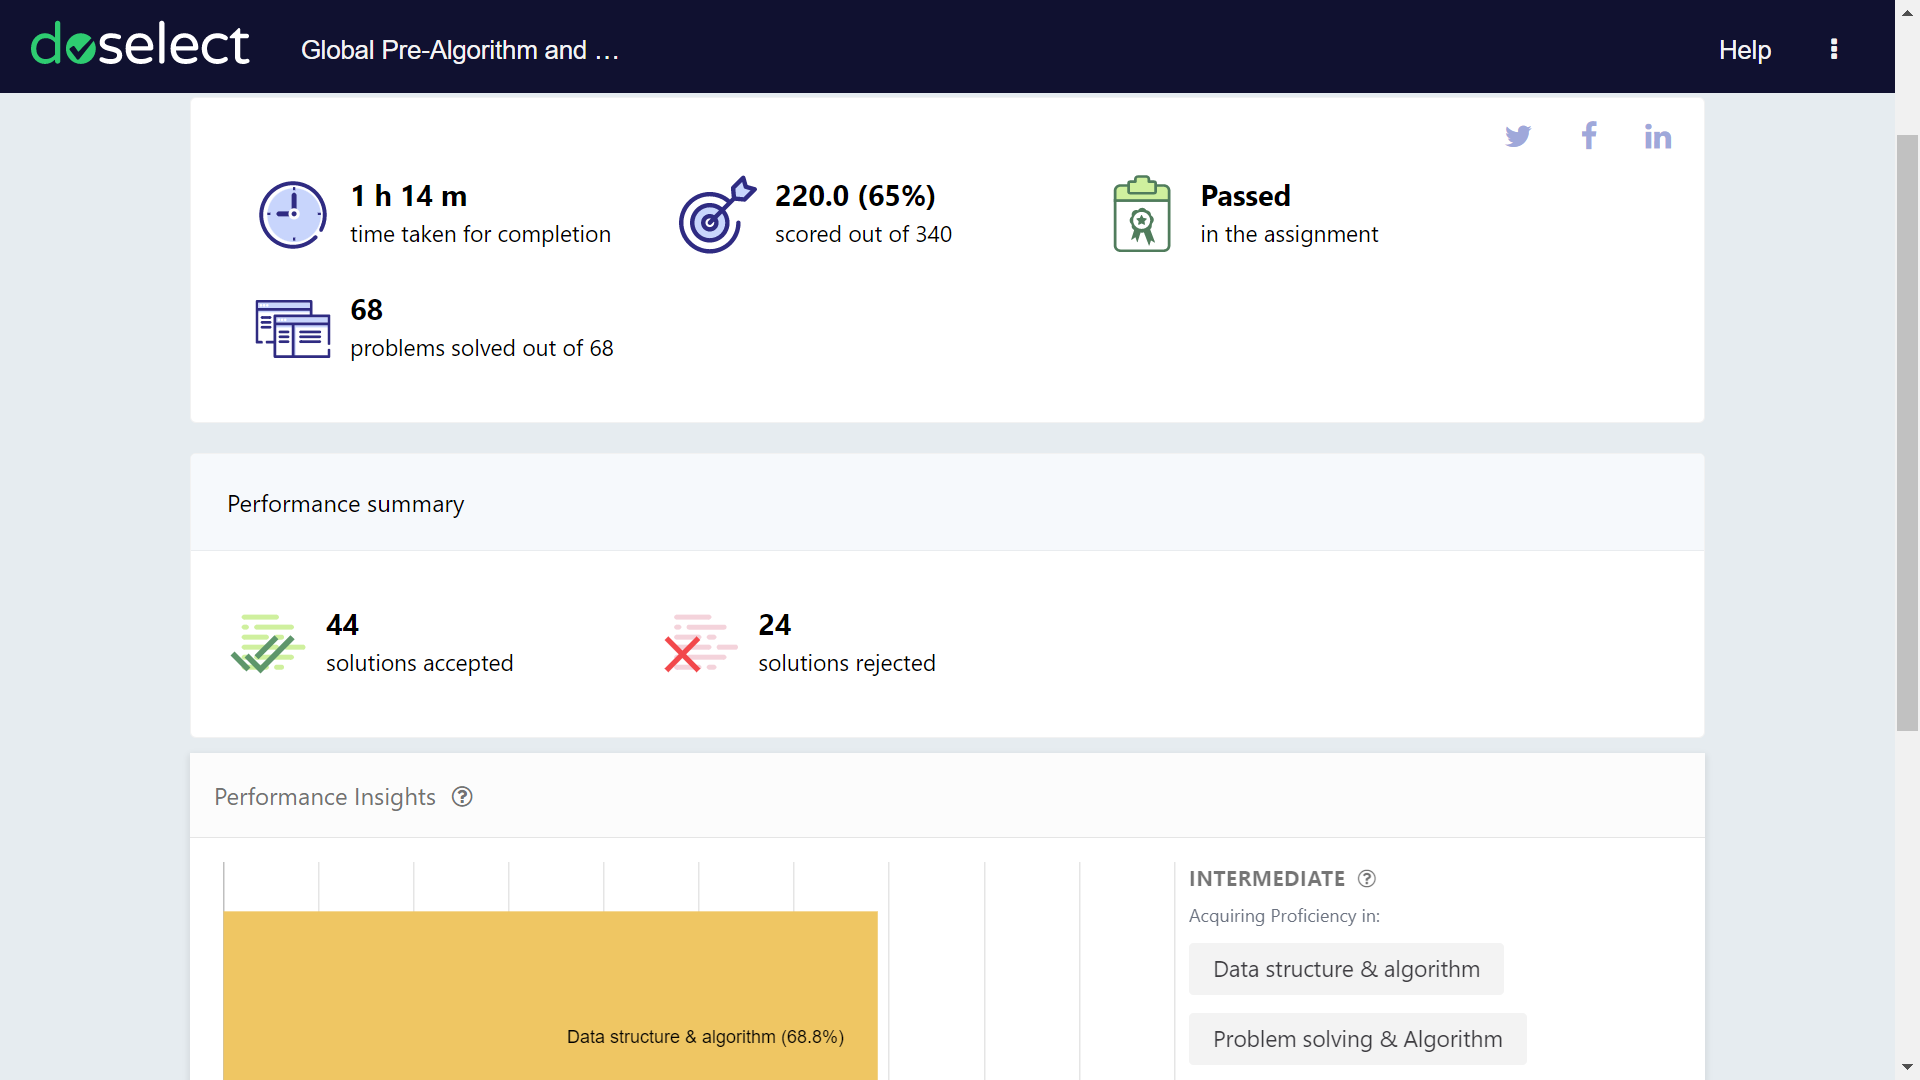 doselect
Global Pre-Algorithm and …
Help
1 h 14 m
time taken for completion
220.0 (65%)
scored out of 340
Passed
in the assignment
68
problems solved out of 68
Performance summary
44
solutions accepted
24
solutions rejected
Performance Insights ?
Data structure & algorithm (68.8%)
INTERMEDIATE ?
Acquiring Proficiency in:
Data structure & algorithm
Problem solving & Algorithm